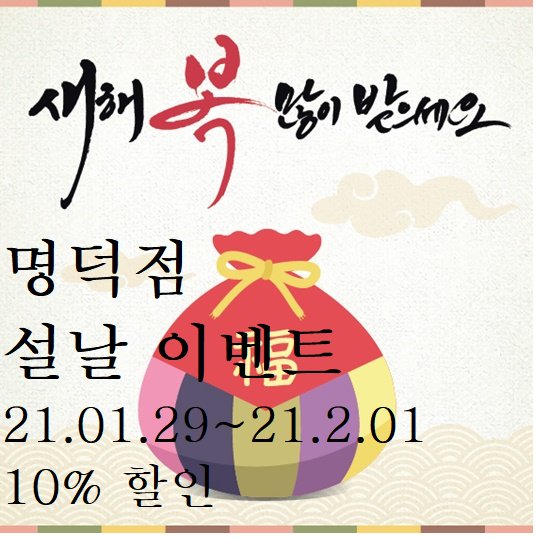 새해 복 많이 받으세요
명덕점
설날 이벤트
福
21.01.29~21.2.01
10% 할인